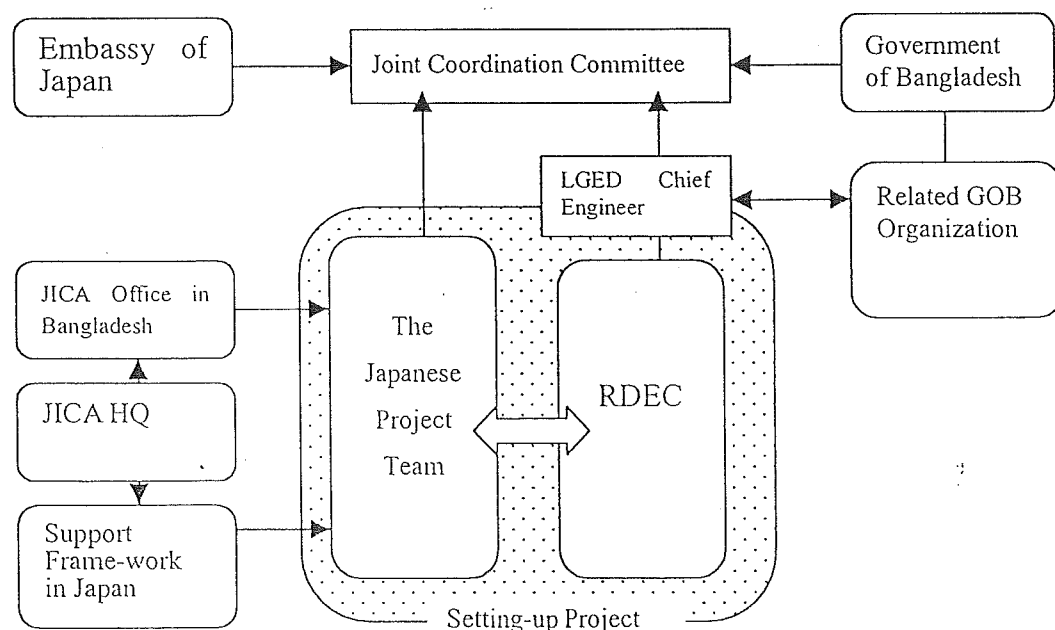 Embassy of
Japan
Joint Coordination Committee
Government
of Bangladesh
LGED Chief
Engineer
Related GOB
Organization
JICA Office in
Bangladesh
JICA HQ
Support
Frame-work
in Japan
The
Japanese
Project
Team
RDEC
Setting-up Project